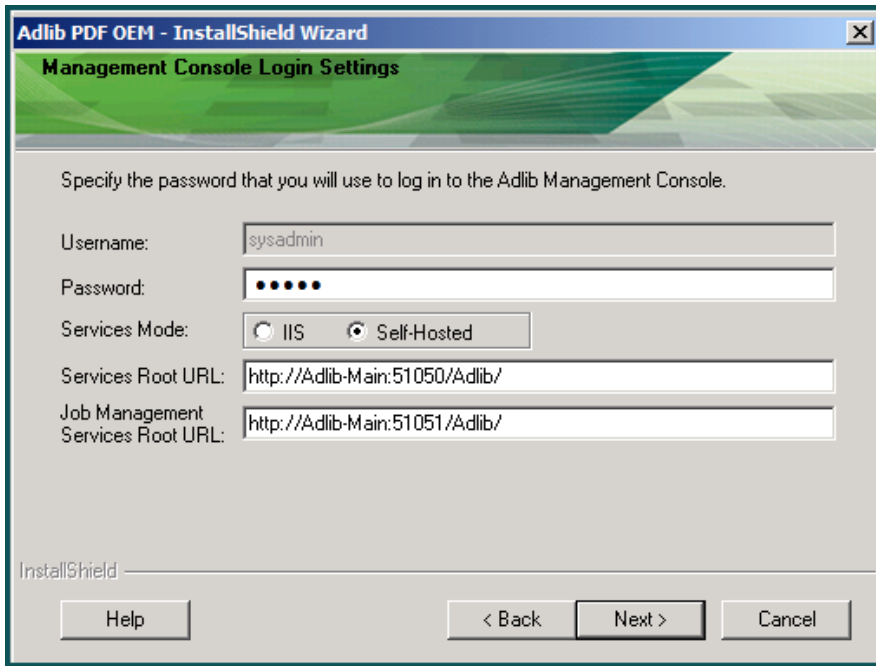 Adlib PDF OEM - InstallShield Wizard
Management Console Login Settings
Specify the password that you will use to log in to the Adlib Management Console.
Username: sysadmin
Password: •••••
Services Mode: IIS Self-Hosted
Services Root URL: http://Adlib-Main:51050/Adlib/
Job Management
Services Root URL: http://Adlib-Main:51051/Adlib/
InstallShield
Help < Back Next > Cancel